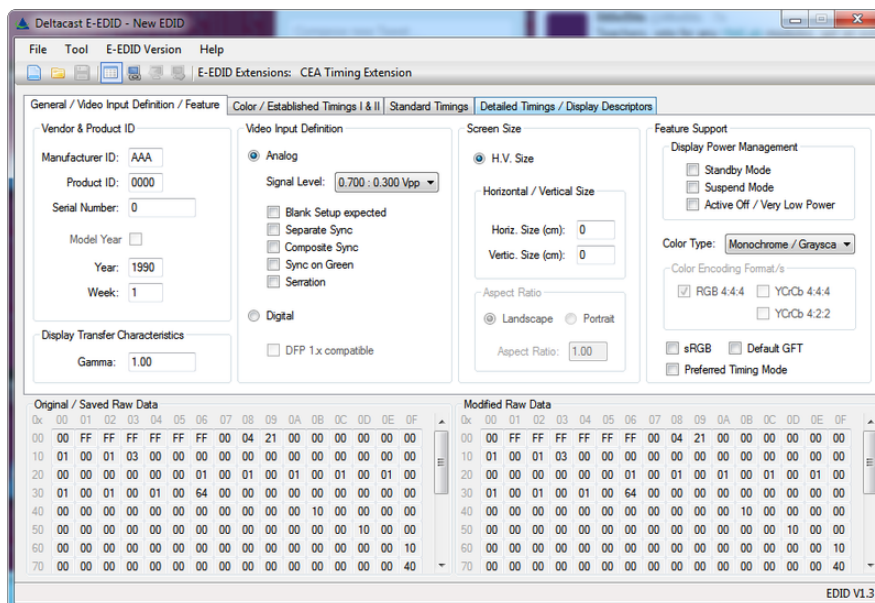 Deltacast E-EDID - New EDID
File Tool E-EDID Version Help
E-EDID Extensions: CEA Timing Extension
General / Video Input Definition / Feature Color / Established Timings I & II Standard Timings Detailed Timings / Display Descriptors
Vendor & Product ID
Manufacturer ID: AAA
Product ID: 0000
Serial Number: 0
Model Year
Year: 1990
Week: 1
Display Transfer Characteristics
Gamma: 1.00
Video Input Definition
Analog
Signal Level: 0.700 : 0.300 Vpp
Blank Setup expected
Separate Sync
Composite Sync
Sync on Green
Serration
Digital
DFP 1.x compatible
Screen Size
H.V. Size
Horizontal / Vertical Size
Horiz. Size (cm): 0
Vertic. Size (cm): 0
Aspect Ratio
Landscape Portrait
Aspect Ratio: 1.00
Feature Support
Display Power Management
Standby Mode
Suspend Mode
Active Off / Very Low Power
Color Type: Monochrome / Graysca
Color Encoding Format/s
RGB 4:4:4 YCrCb 4:4:4
YCrCb 4:2:2
sRGB Default GFT
Preferred Timing Mode
Original / Saved Raw Data
0x 00 01 02 03 04 05 06 07 08 09 0A 0B 0C 0D 0E 0F
00 00 FF FF FF FF FF FF 00 04 21 00 00 00 00 00 00
10 01 00 01 03 00 00 00 00 00 00 00 00 00 00 00 00
20 00 00 00 00 00 00 01 00 01 00 01 00 01 00 01 00
30 01 00 01 00 01 00 64 00 00 00 00 00 00 00 00 00
40 00 00 00 00 00 00 00 00 00 00 00 10 00 00 00 00
50 00 00 00 00 00 00 00 00 00 00 00 00 00 10 00 00
60 00 00 00 00 00 00 00 00 00 00 00 00 00 00 00 10
70 00 00 00 00 00 00 00 00 00 00 00 00 00 00 00 40
Modified Raw Data
0x 00 01 02 03 04 05 06 07 08 09 0A 0B 0C 0D 0E 0F
00 00 FF FF FF FF FF FF 00 04 21 00 00 00 00 00 00
10 01 00 01 03 00 00 00 00 00 00 00 00 00 00 00 00
20 00 00 00 00 00 00 01 00 01 00 01 00 01 00 01 00
30 01 00 01 00 01 00 64 00 00 00 00 00 00 00 00 00
40 00 00 00 00 00 00 00 00 00 00 00 10 00 00 00 00
50 00 00 00 00 00 00 00 00 00 00 00 00 00 10 00 00
60 00 00 00 00 00 00 00 00 00 00 00 00 00 00 00 10
70 00 00 00 00 00 00 00 00 00 00 00 00 00 00 00 40
EDID V1.3